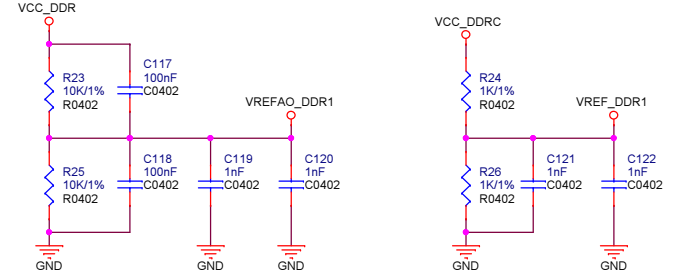 VCC_DDR
R23
10K/1%
R0402
C117
100nF
C0402
VREFAO_DDR1
R25
10K/1%
R0402
C118
100nF
C0402
C119
1nF
C0402
C120
1nF
C0402
GND
GND
GND
VCC_DDRC
R24
1K/1%
R0402
VREF_DDR1
R26
1K/1%
R0402
C121
1nF
C0402
C122
1nF
C0402
GND
GND